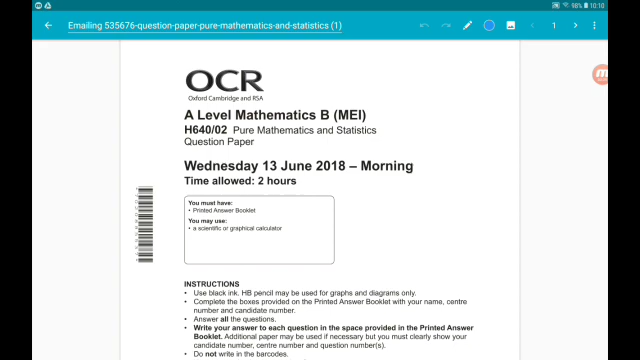 98% 10:10
Emailing 535676-question-paper-pure-mathematics-and-statistics (1)
1
OCR
Oxford Cambridge and RSA
A Level Mathematics B (MEI)
H640/02 Pure Mathematics and Statistics
Question Paper
Wednesday 13 June 2018 – Morning
Time allowed: 2 hours
You must have:
• Printed Answer Booklet
You may use:
• a scientific or graphical calculator
INSTRUCTIONS
• Use black ink. HB pencil may be used for graphs and diagrams only.
• Complete the boxes provided on the Printed Answer Booklet with your name, centre
number and candidate number.
• Answer all the questions.
• Write your answer to each question in the space provided in the Printed Answer
Booklet. Additional paper may be used if necessary but you must clearly show your
candidate number, centre number and question number(s).
• Do not write in the barcodes.